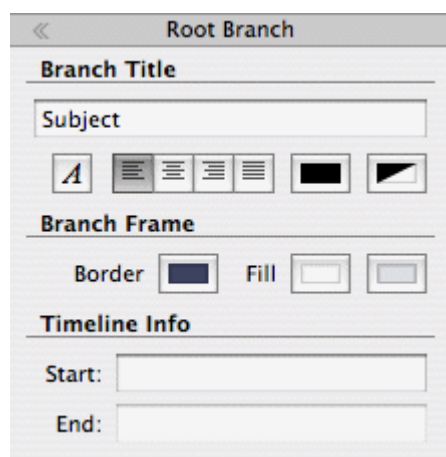 Root Branch
Branch Title
Subject
A
Branch Frame
Border Fill
Timeline Info
Start:
End: